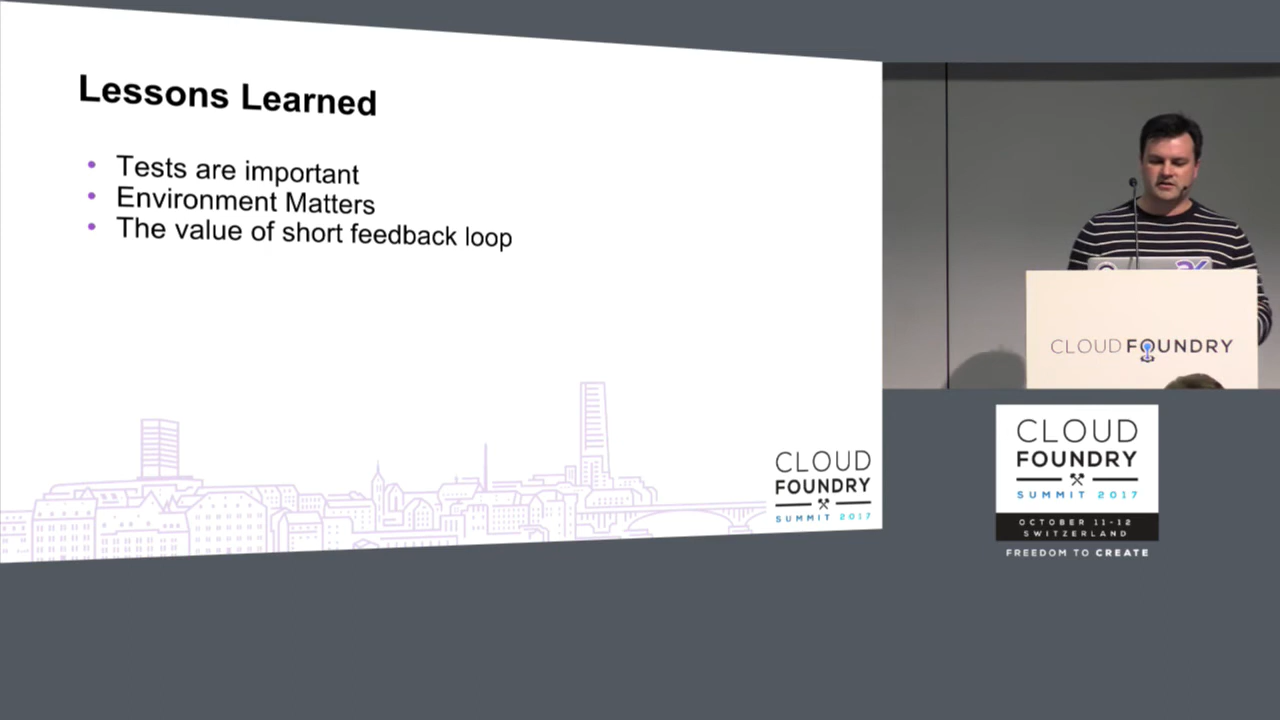 Lessons Learned
• Tests are important
• Environment Matters
• The value of short feedback loop
CLOUD
FOUNDRY
SUMMIT 2017
CLOUD FOUNDRY
CLOUD
FOUNDRY
SUMMIT 2017
OCTOBER 11-12
SWITZERLAND
FREEDOM TO CREATE